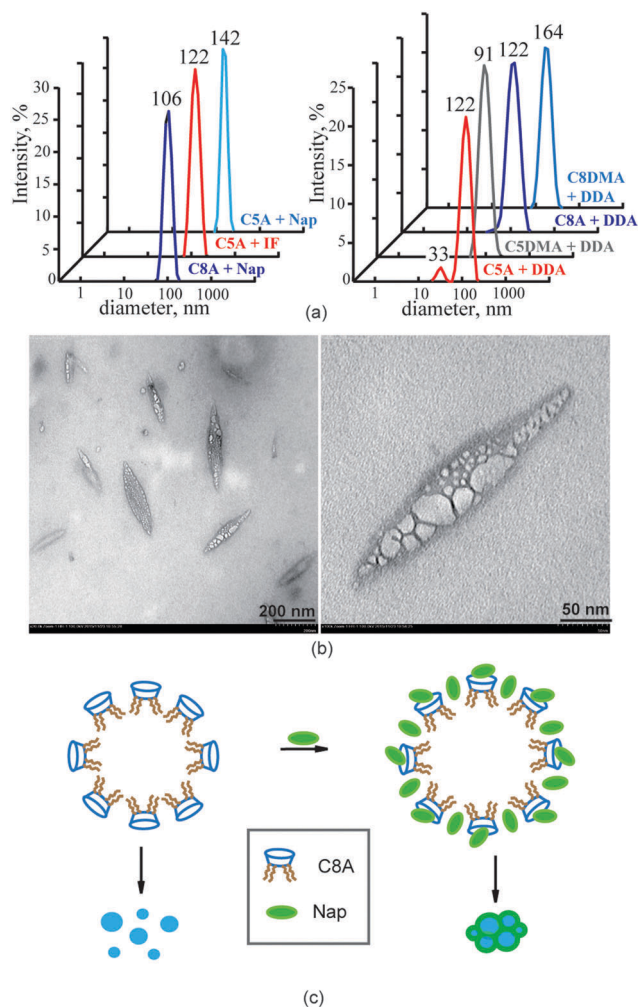 142
122
106
30
25
20
15
10
5
0
Intensity, %
C5A + Nap
C5A + IF
C8A + Nap
1 10 100 1000
diameter, nm
164
122
91
122
33
25
20
15
10
5
0
Intensity, %
C8DMA
+ DDA
C8A + DDA
C5DMA + DDA
C5A + DDA
1 10 100 1000
diameter, nm
(a)
200 nm
50 nm
(b)
C8A
Nap
(c)